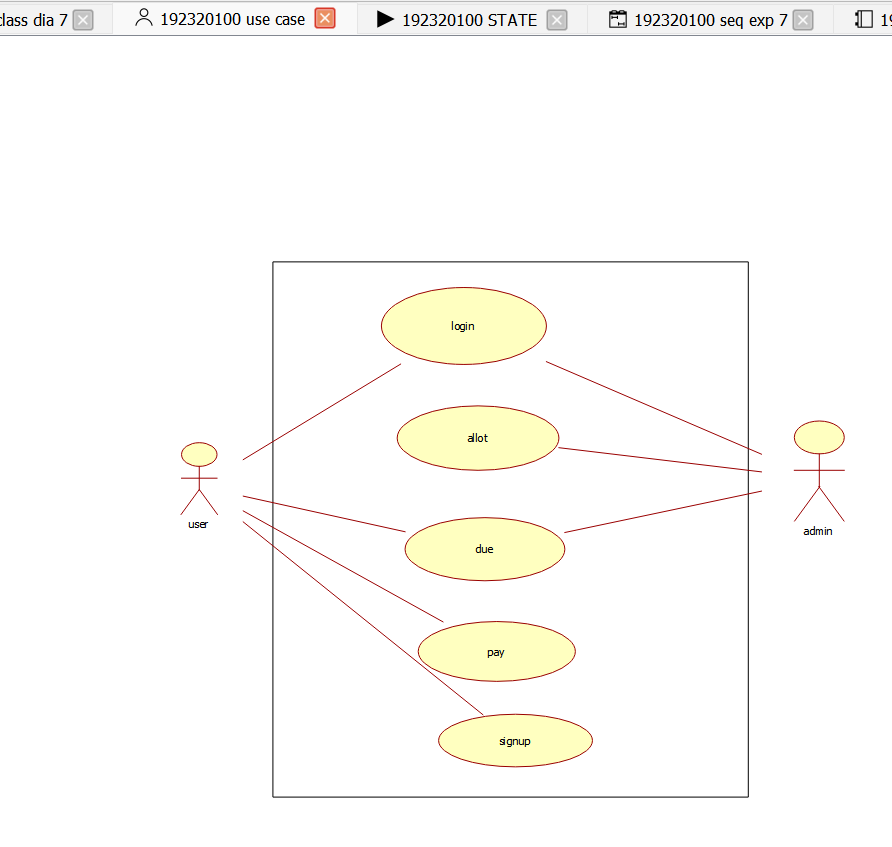 class dia 7
192320100 use case
192320100 STATE
192320100 seq exp 7
login
allot
user
admin
due
pay
signup